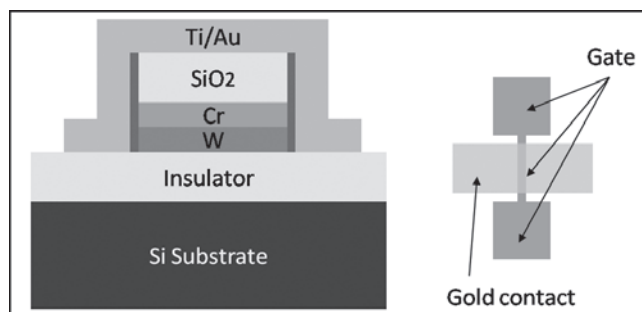 Ti/Au
SiO2
Cr
W
Insulator
Si Substrate
Gate
Gold contact